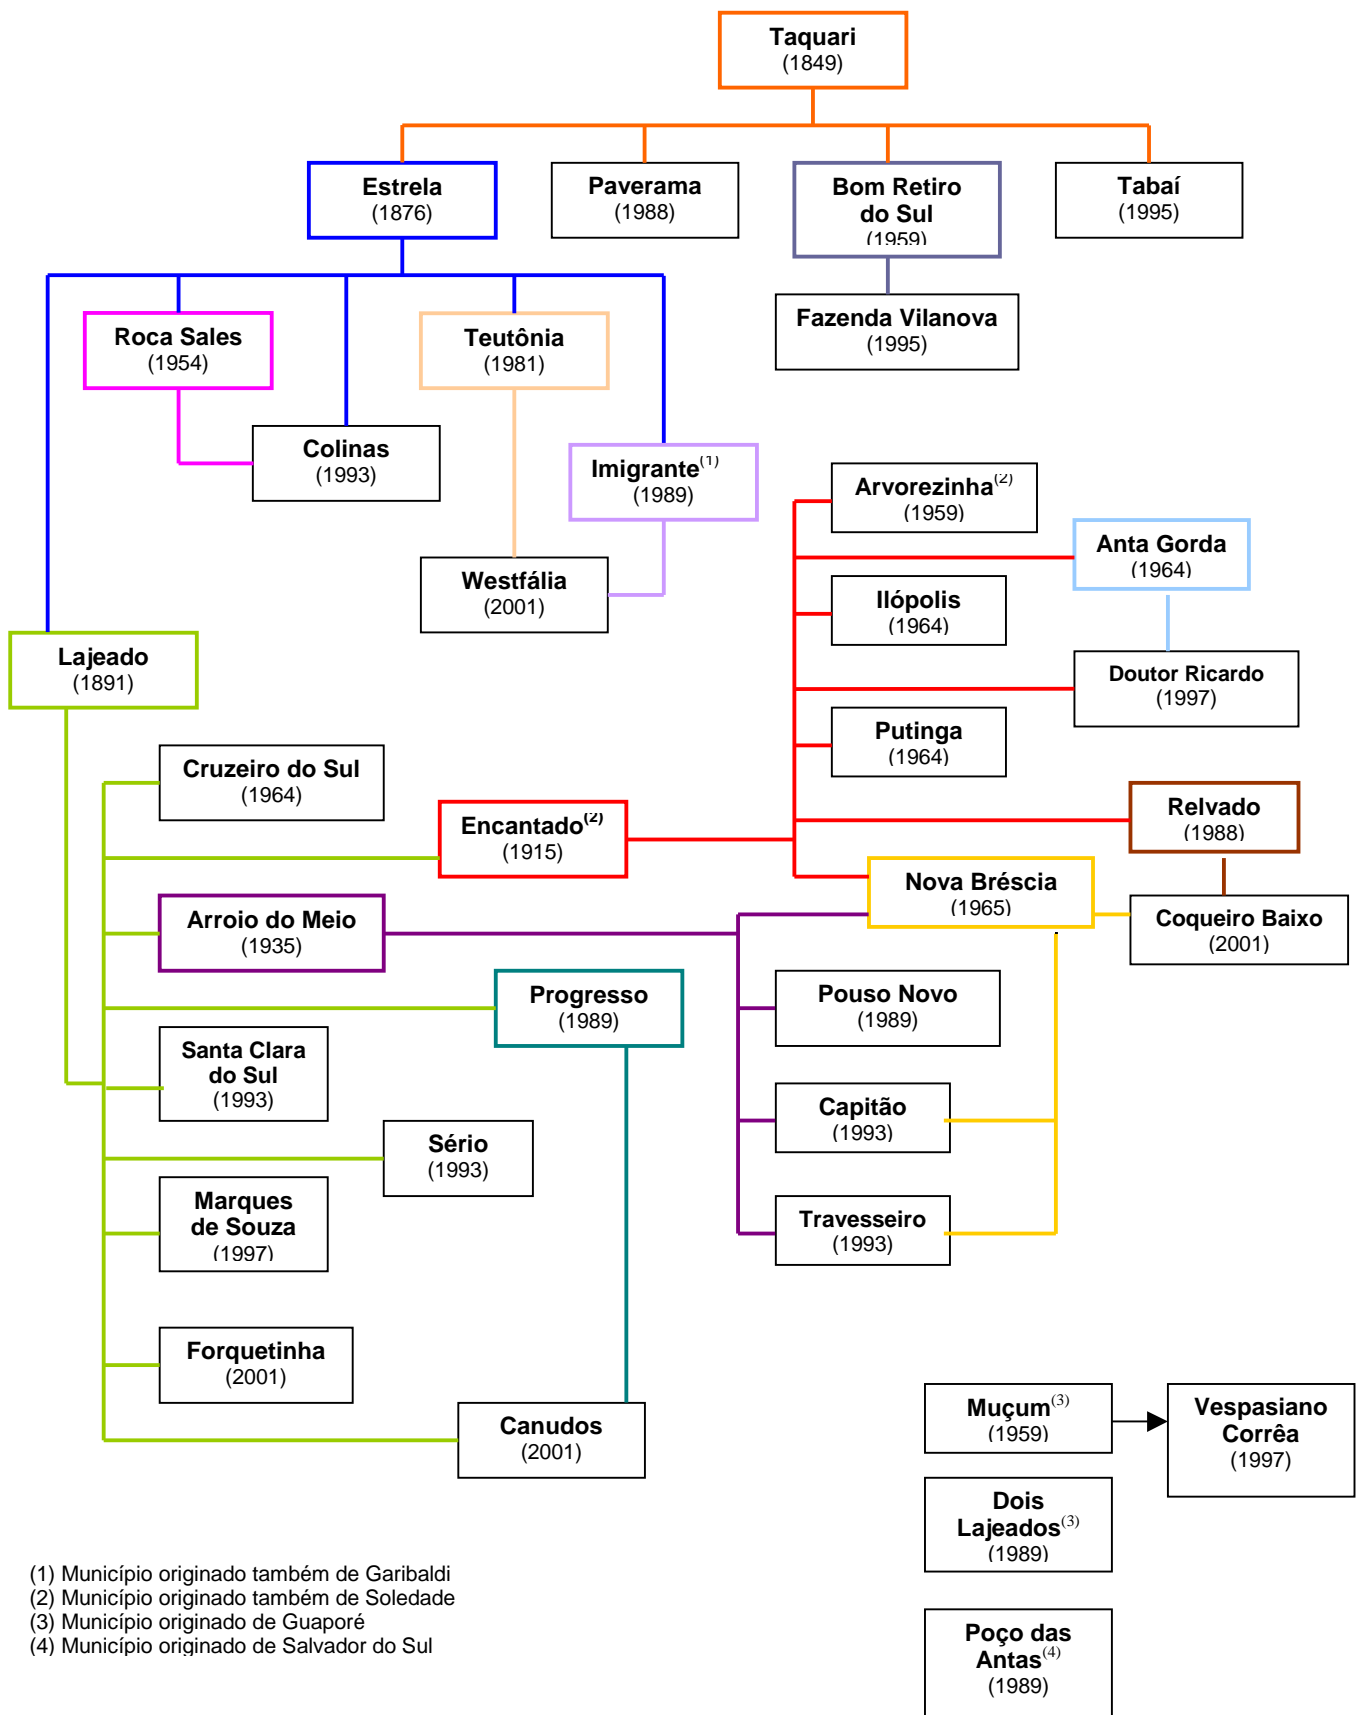 Taquari
(1849)
Estrela
(1876)
Paverama
(1988)
Bom Retiro
do Sul
(1959)
Tabaí
(1995)
Fazenda Vilanova
(1995)
Roca Sales
(1954)
Teutônia
(1981)
Colinas
(1993)
Imigrante(1)
(1989)
Westfália
(2001)
Arvorezinha(2)
(1959)
Anta Gorda
(1964)
Ilópolis
(1964)
Doutor Ricardo
(1997)
Putinga
(1964)
Lajeado
(1891)
Cruzeiro do Sul
(1964)
Encantado(2)
(1915)
Relvado
(1988)
Nova Bréscia
(1965)
Coqueiro Baixo
(2001)
Arroio do Meio
(1935)
Progresso
(1989)
Pouso Novo
(1989)
Santa Clara
do Sul
(1993)
Capitão
(1993)
Sério
(1993)
Marques
de Souza
(1997)
Travesseiro
(1993)
Forquetinha
(2001)
Canudos
(2001)
Muçum(3)
(1959)
Vespasiano
Corrêa
(1997)
Dois
Lajeados(3)
(1989)
Poço das
Antas(4)
(1989)
(1) Município originado também de Garibaldi
(2) Município originado também de Soledade
(3) Município originado de Guaporé
(4) Município originado de Salvador do Sul